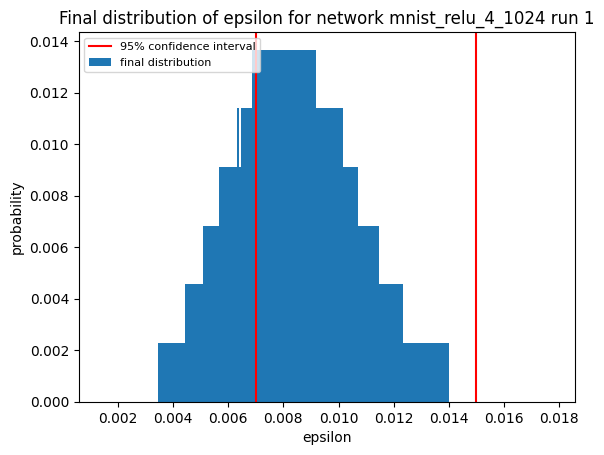 Final distribution of epsilon for network mnist_relu_4_1024 run 1
95% confidence interval
final distribution
probability
0.014
0.012
0.010
0.008
0.006
0.004
0.002
0.000
0.002 0.004 0.006 0.008 0.010 0.012 0.014 0.016 0.018
epsilon